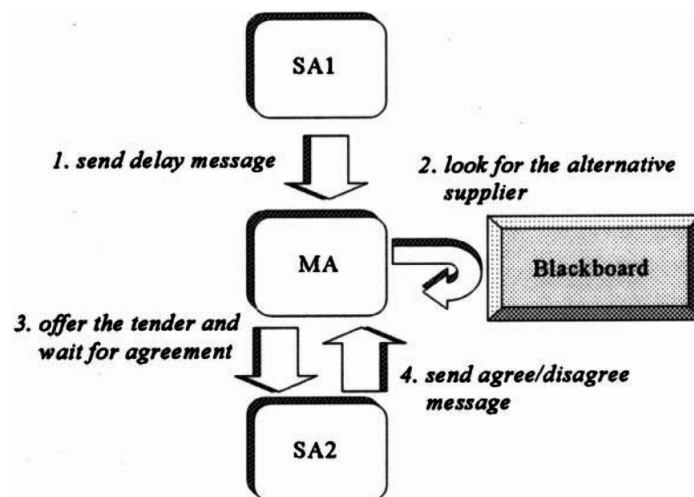 SA1
1. send delay message
2. look for the alternative
supplier
MA
Blackboard
3. offer the tender and
wait for agreement
4. send agree/disagree
message
SA2